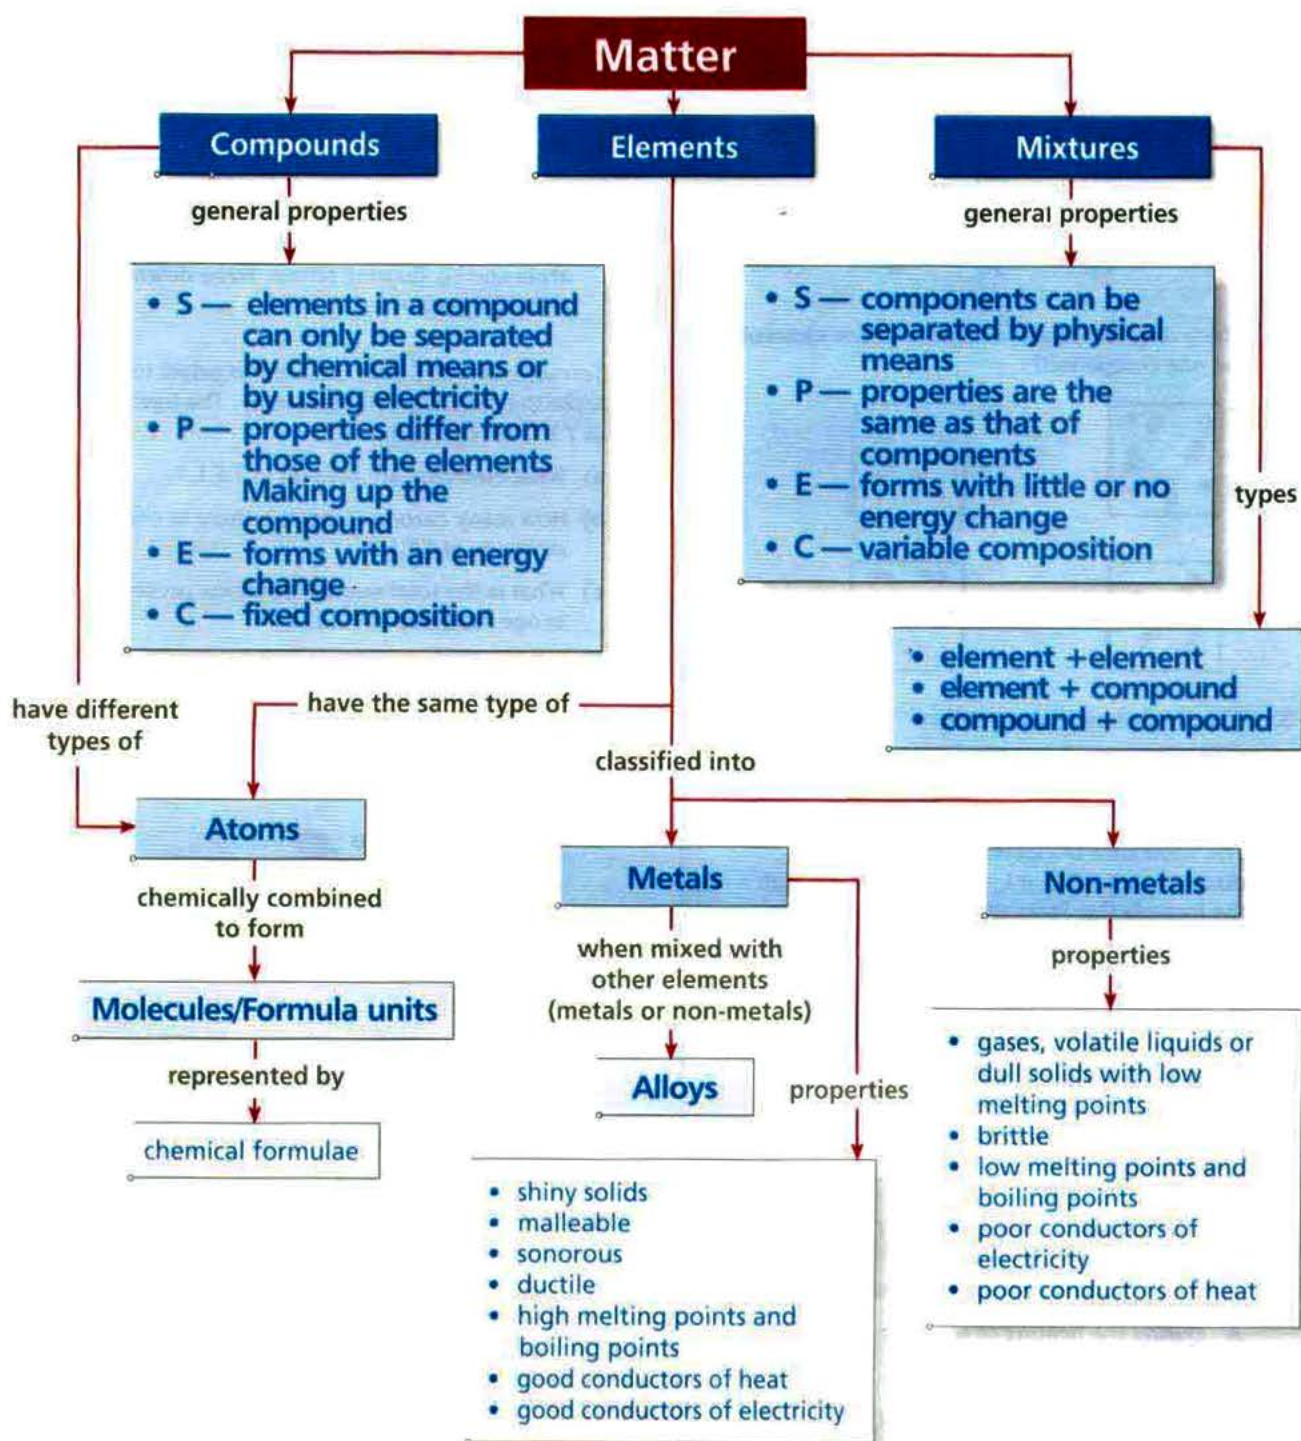 Matter
Compounds
Elements
Mixtures
general properties
general properties
• S — elements in a compound
can only be separated
by chemical means or
by using electricity
• P — properties differ from
those of the elements
Making up the
compound
• E — forms with an energy
change
• C — fixed composition
• S — components can be
separated by physical
means
• P — properties are the
same as that of
components
• E — forms with little or no
energy change
• C — variable composition
types
• element +element
• element + compound
• compound + compound
have different
types of
have the same type of
classified into
Atoms
chemically combined
to form
Molecules/Formula units
represented by
chemical formulae
Metals
when mixed with
other elements
(metals or non-metals)
Alloys
properties
• shiny solids
• malleable
• sonorous
• ductile
• high melting points and
boiling points
• good conductors of heat
• good conductors of electricity
Non-metals
properties
• gases, volatile liquids or
dull solids with low
melting points
• brittle
• low melting points and
boiling points
• poor conductors of
electricity
• poor conductors of heat